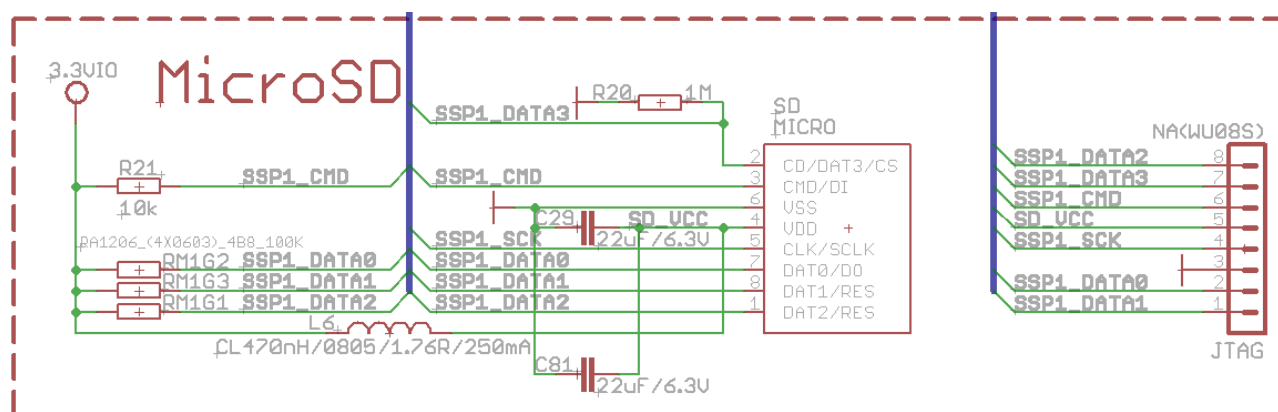 3.3VIO
MicroSD
R20
1M
SSP1_DATA3
SD
MICRO
R21
SSP1_CMD
10k
SSP1_CMD
2
CD/DAT3/CS
3
CMD/DI
6
VSS
C29
SD_VCC
4
VDD
22uF/6.3V
SSP1_SCK
5
CLK/SCLK
RA1206_(4X0603)_4B8_100K
RM1G2
SSP1_DATA0
SSP1_DATA0
7
DAT0/DO
RM1G3
SSP1_DATA1
SSP1_DATA1
8
DAT1/RES
RM1G1
SSP1_DATA2
SSP1_DATA2
1
DAT2/RES
L6
CL470nH/0805/1.76R/250mA
C81
22uF/6.3V
NA(WU08S)
SSP1_DATA2
8
SSP1_DATA3
7
SSP1_CMD
6
SD_VCC
5
SSP1_SCK
4
3
SSP1_DATA0
2
SSP1_DATA1
1
JTAG